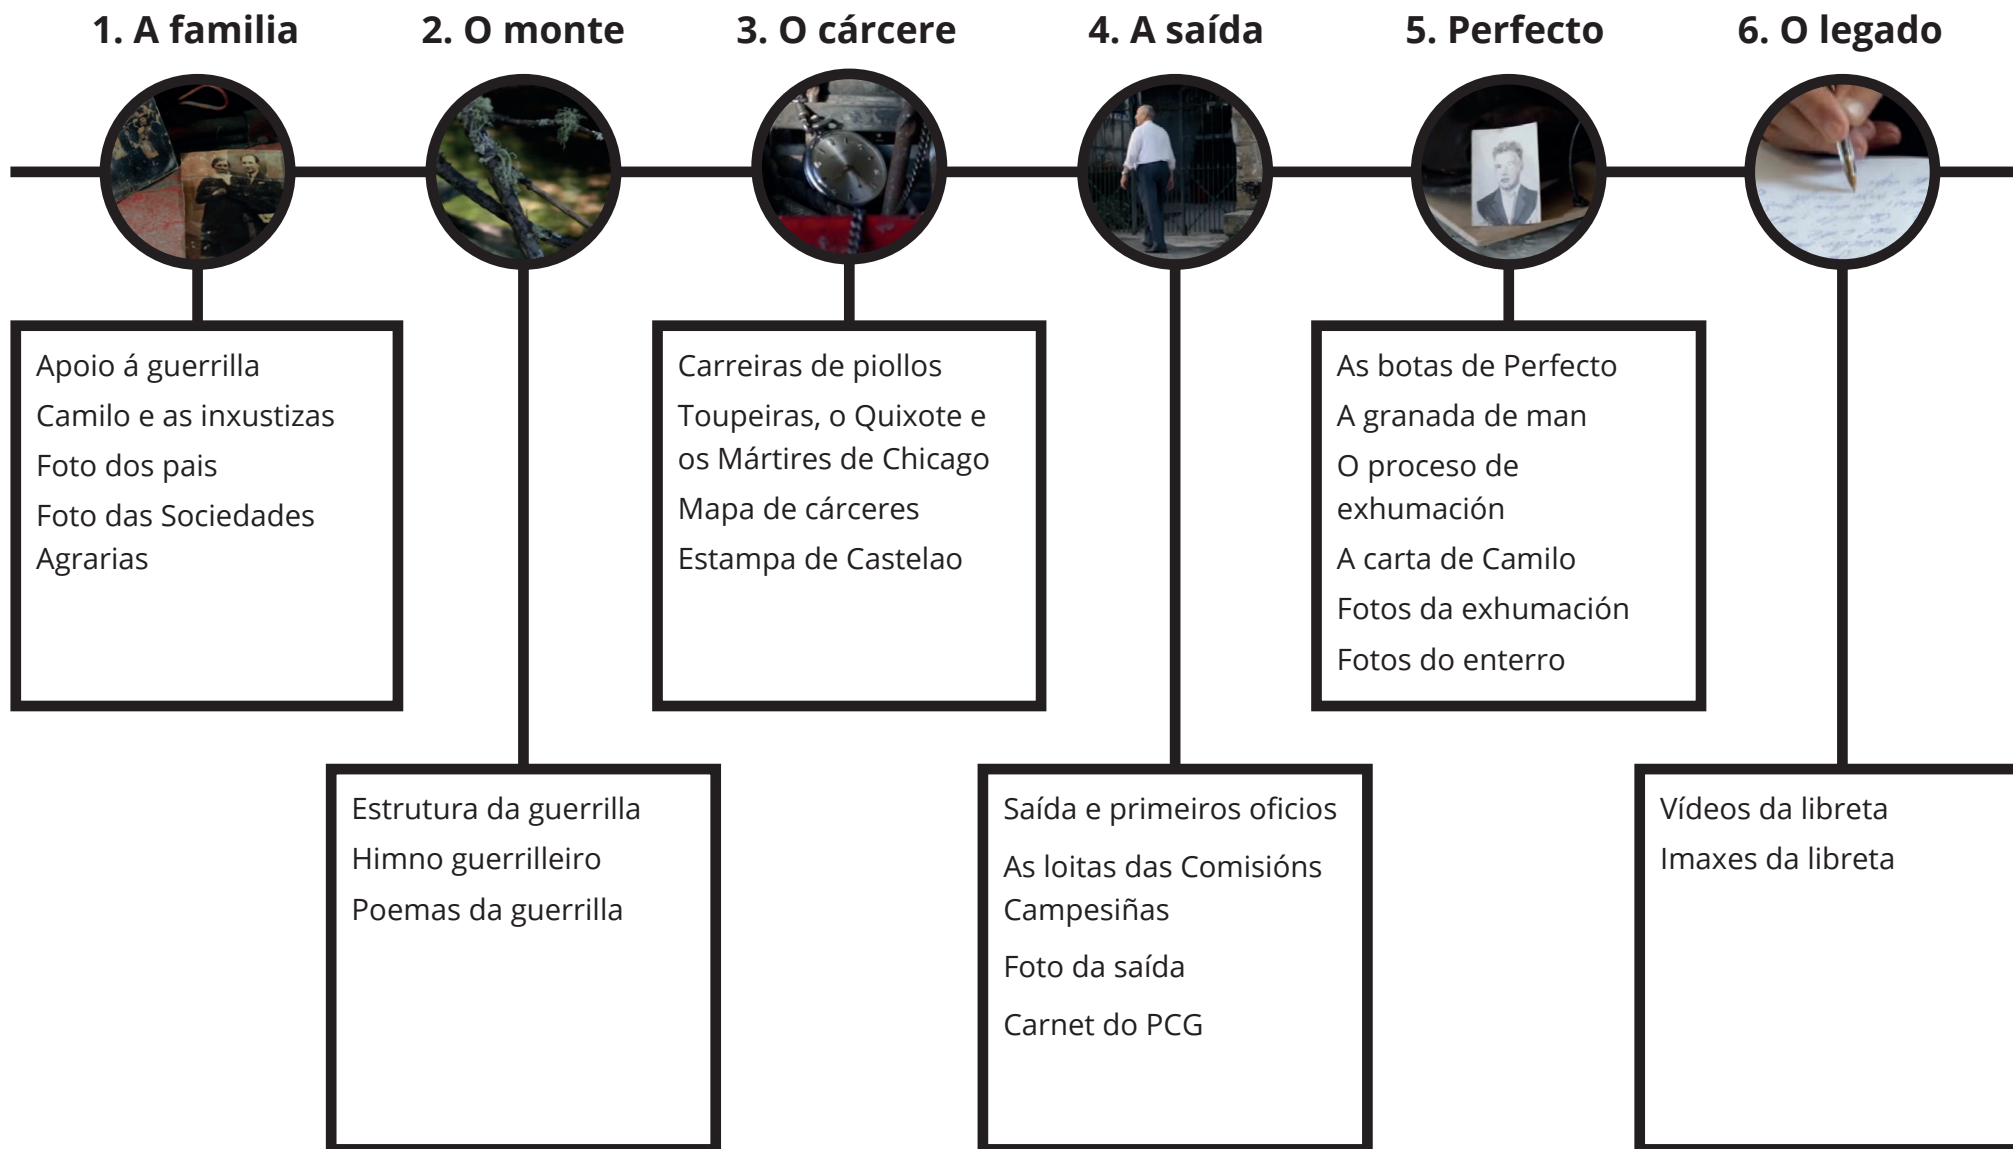 1. A familia
2. O monte
3. O cárcere
4. A saída
5. Perfecto
6. O legado
Apoio á guerrilla
Camilo e as inxustizas
Foto dos pais
Foto das Sociedades
Agrarias
Estrutura da guerrilla
Himno guerrilleiro
Poemas da guerrilla
Carreiras de piollos
Toupeiras, o Quixote e
os Mártires de Chicago
Mapa de cárceres
Estampa de Castelao
Saída e primeiros oficios
As loitas das Comisións
Campesiñas
Foto da saída
Carnet do PCG
As botas de Perfecto
A granada de man
O proceso de
exhumación
A carta de Camilo
Fotos da exhumación
Fotos do enterro
Vídeos da libreta
Imaxes da libreta